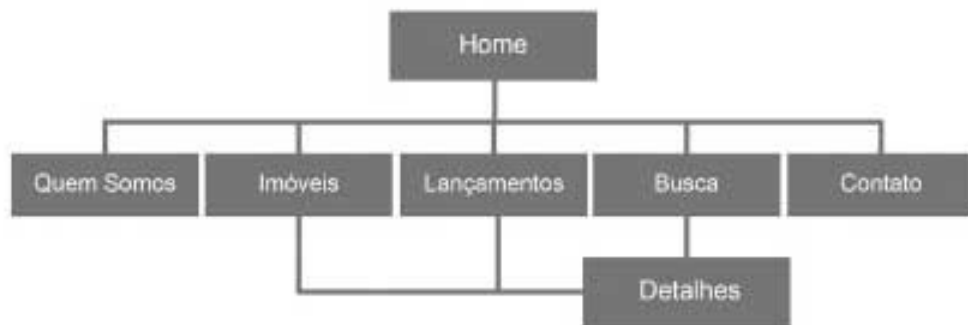 Home
Quem Somos
Imóveis
Lançamentos
Busca
Contato
Detalhes